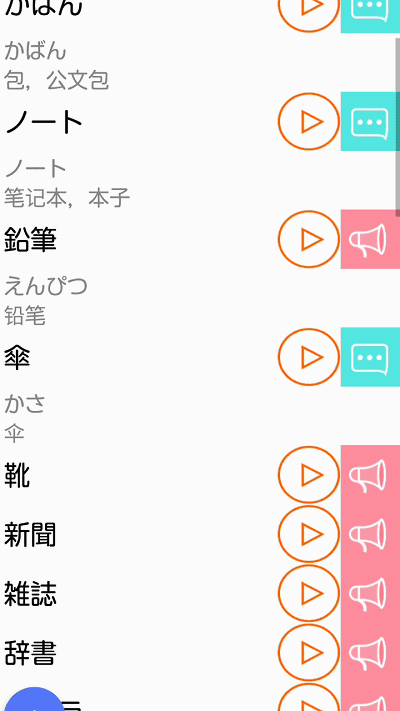 かばん
かばん
包，公文包
ノート
ノート
笔记本，本子
鉛筆
えんぴつ
铅笔
傘
かさ
伞
靴
新聞
雑誌
辞書